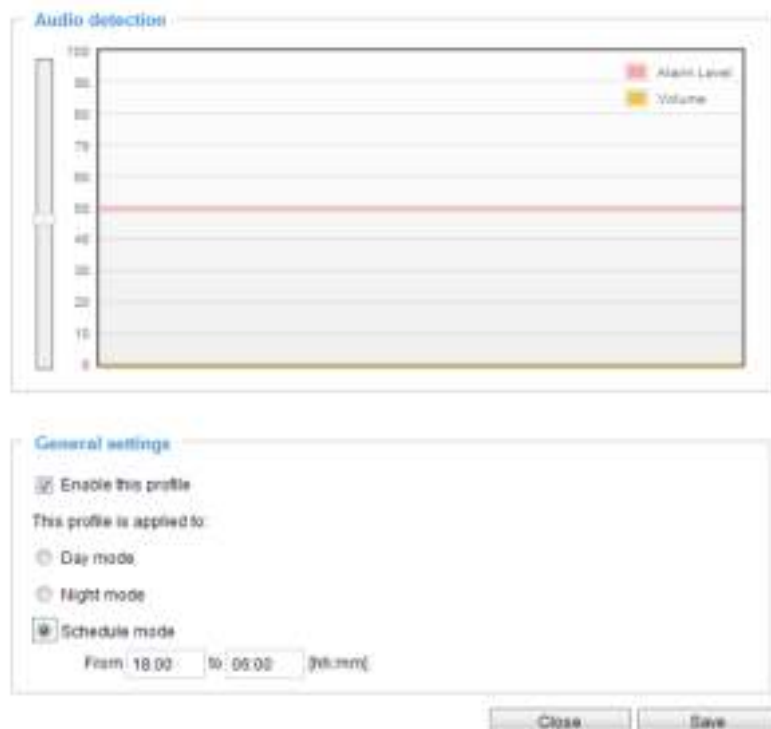 Audio detection
100
90
80
70
60
50
40
30
20
10
0
Alarm Level
Volume
General settings
Enable this profile
This profile is applied to:
Day mode
Night mode
Schedule mode
From 18:00 to 06:00 [hh:mm]
Close Save